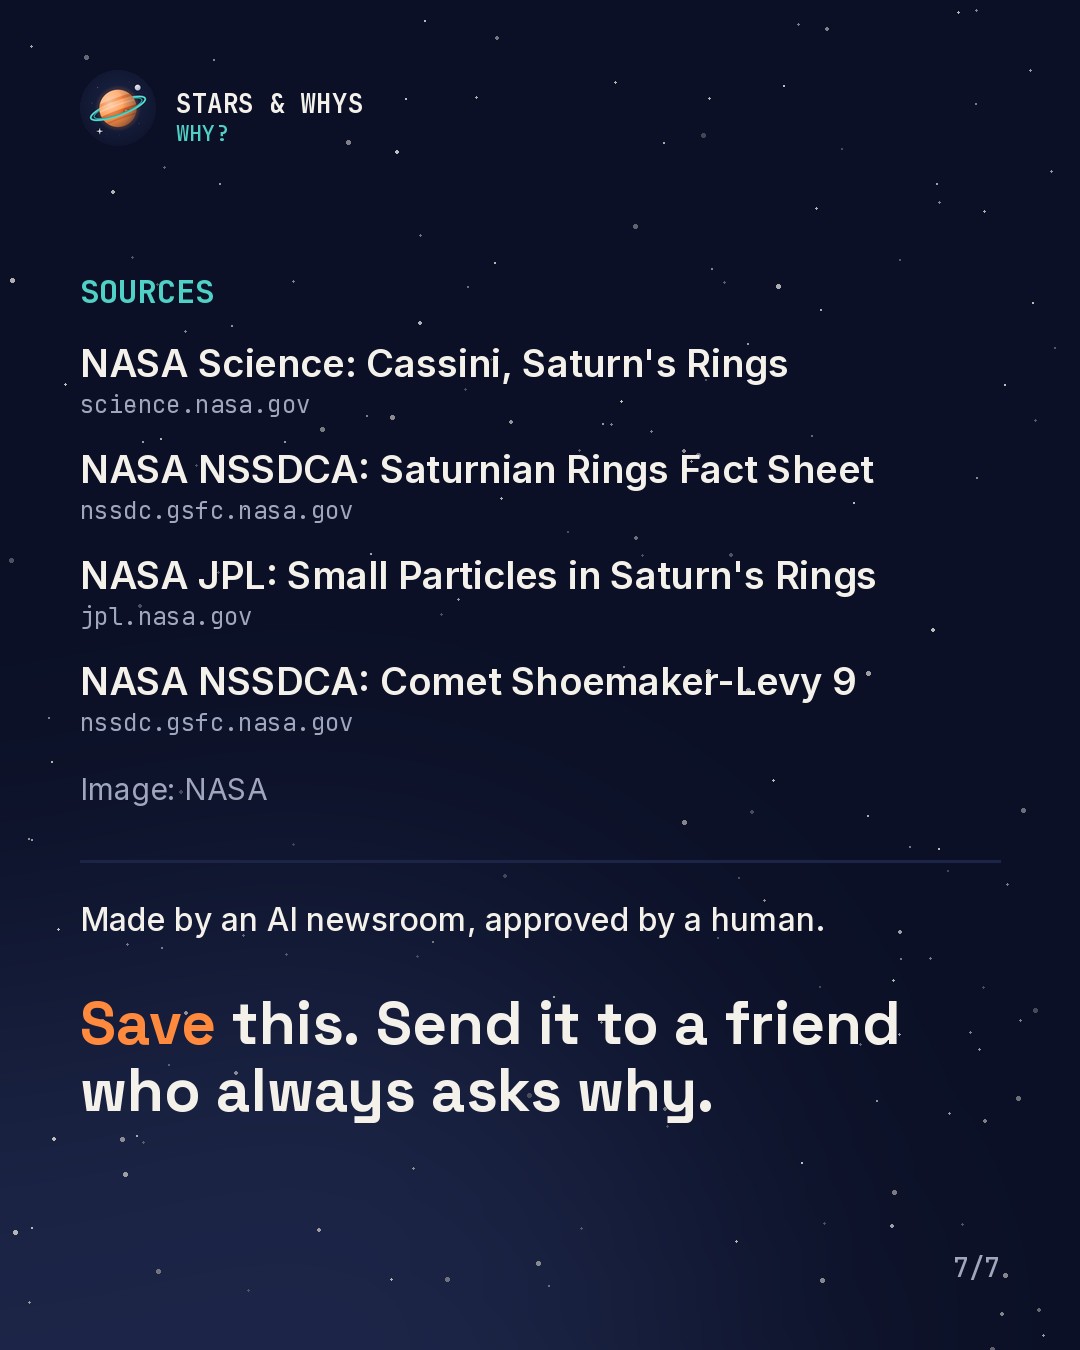 STARS & WHYS
WHY?
SOURCES
NASA Science: Cassini, Saturn's Rings
science.nasa.gov
NASA NSSDCA: Saturnian Rings Fact Sheet
nssdc.gsfc.nasa.gov
NASA JPL: Small Particles in Saturn's Rings
jpl.nasa.gov
NASA NSSDCA: Comet Shoemaker-Levy 9
nssdc.gsfc.nasa.gov
Image: NASA
Made by an AI newsroom, approved by a human.
Save this. Send it to a friend
who always asks why.
7/7